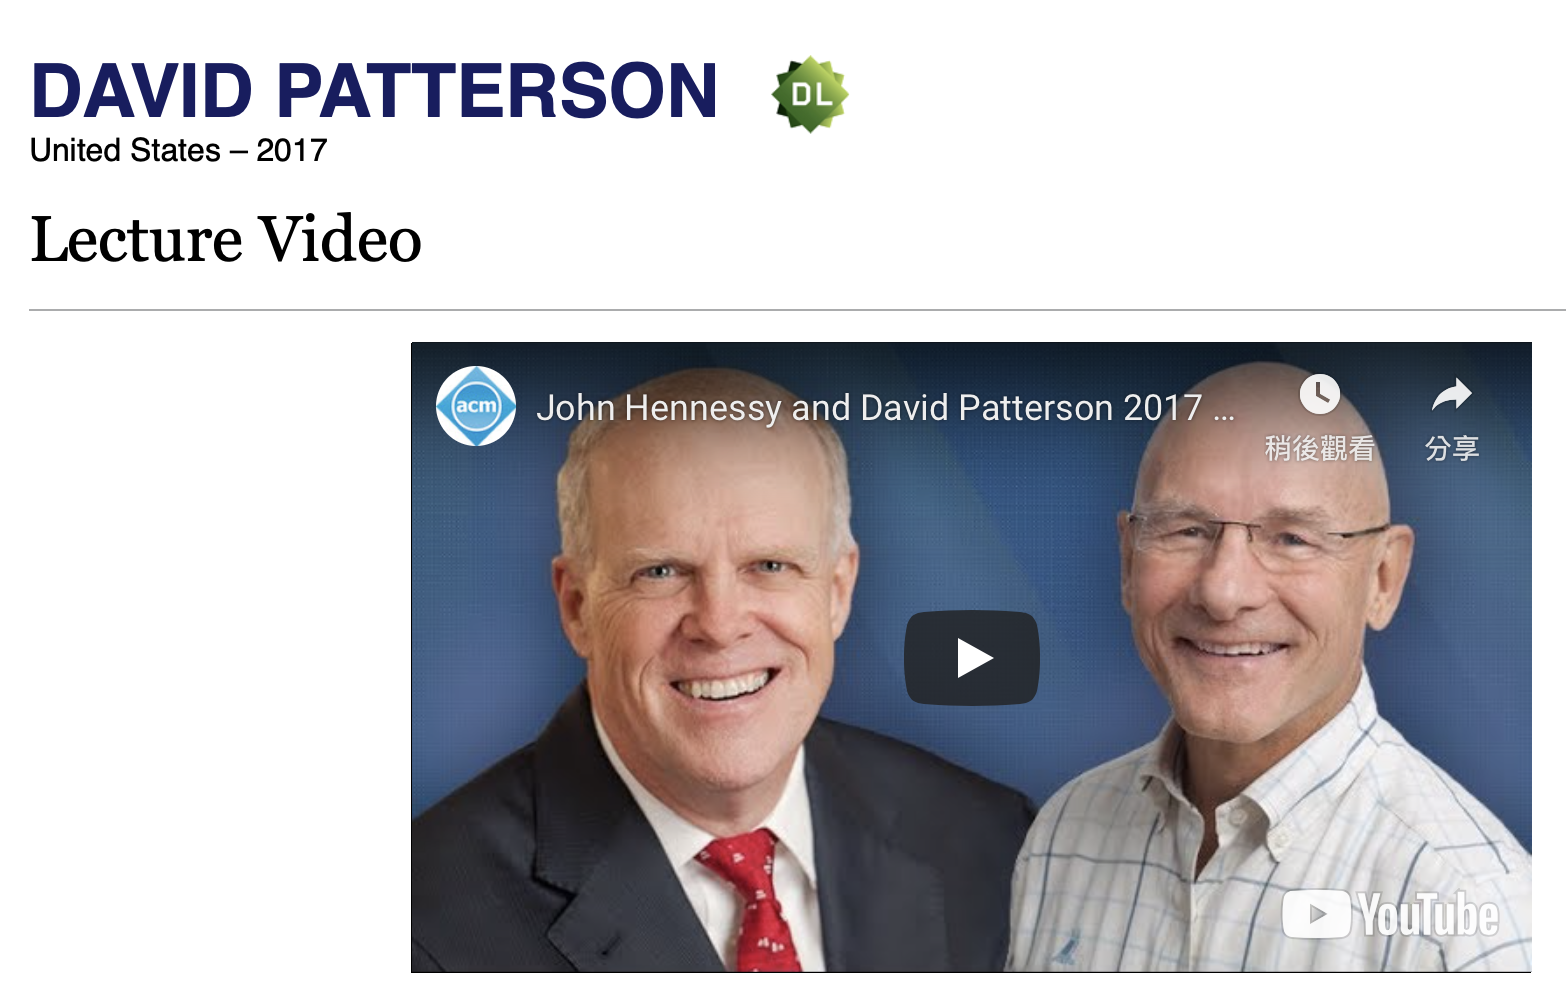 DAVID PATTERSON
DL
United States – 2017
Lecture Video
acm
John Hennessy and David Patterson 2017 ...
稍後觀看
分享
YouTube